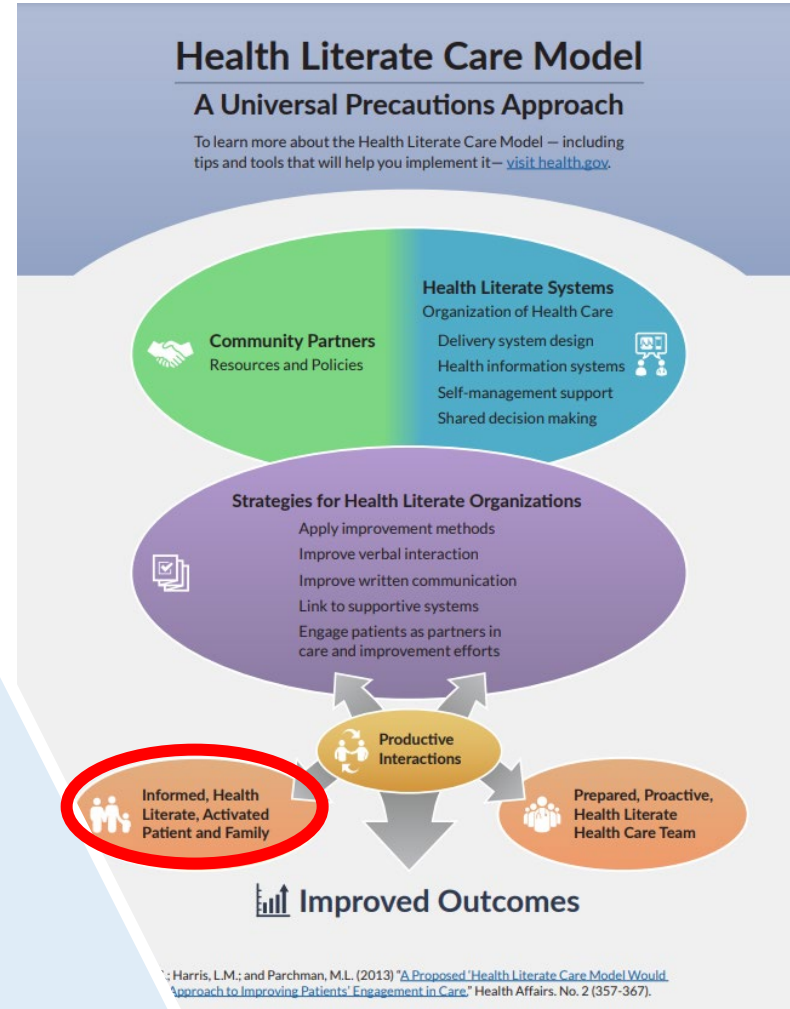 Health Literate Care Model
A Universal Precautions Approach
To learn more about the Health Literate Care Model — including
tips and tools that will help you implement it— visit health.gov.
Community Partners
Resources and Policies
Health Literate Systems
Organization of Health Care
Delivery system design
Health information systems
Self-management support
Shared decision making
Strategies for Health Literate Organizations
Apply improvement methods
Improve verbal interaction
Improve written communication
Link to supportive systems
Engage patients as partners in
care and improvement efforts
Productive
Interactions
Informed, Health
Literate, Activated
Patient and Family
Prepared, Proactive,
Health Literate
Health Care Team
Improved Outcomes
; Harris, L.M.; and Parchman, M.L. (2013) "A Proposed 'Health Literate Care Model Would
Approach to Improving Patients' Engagement in Care," Health Affairs. No. 2 (357-367).